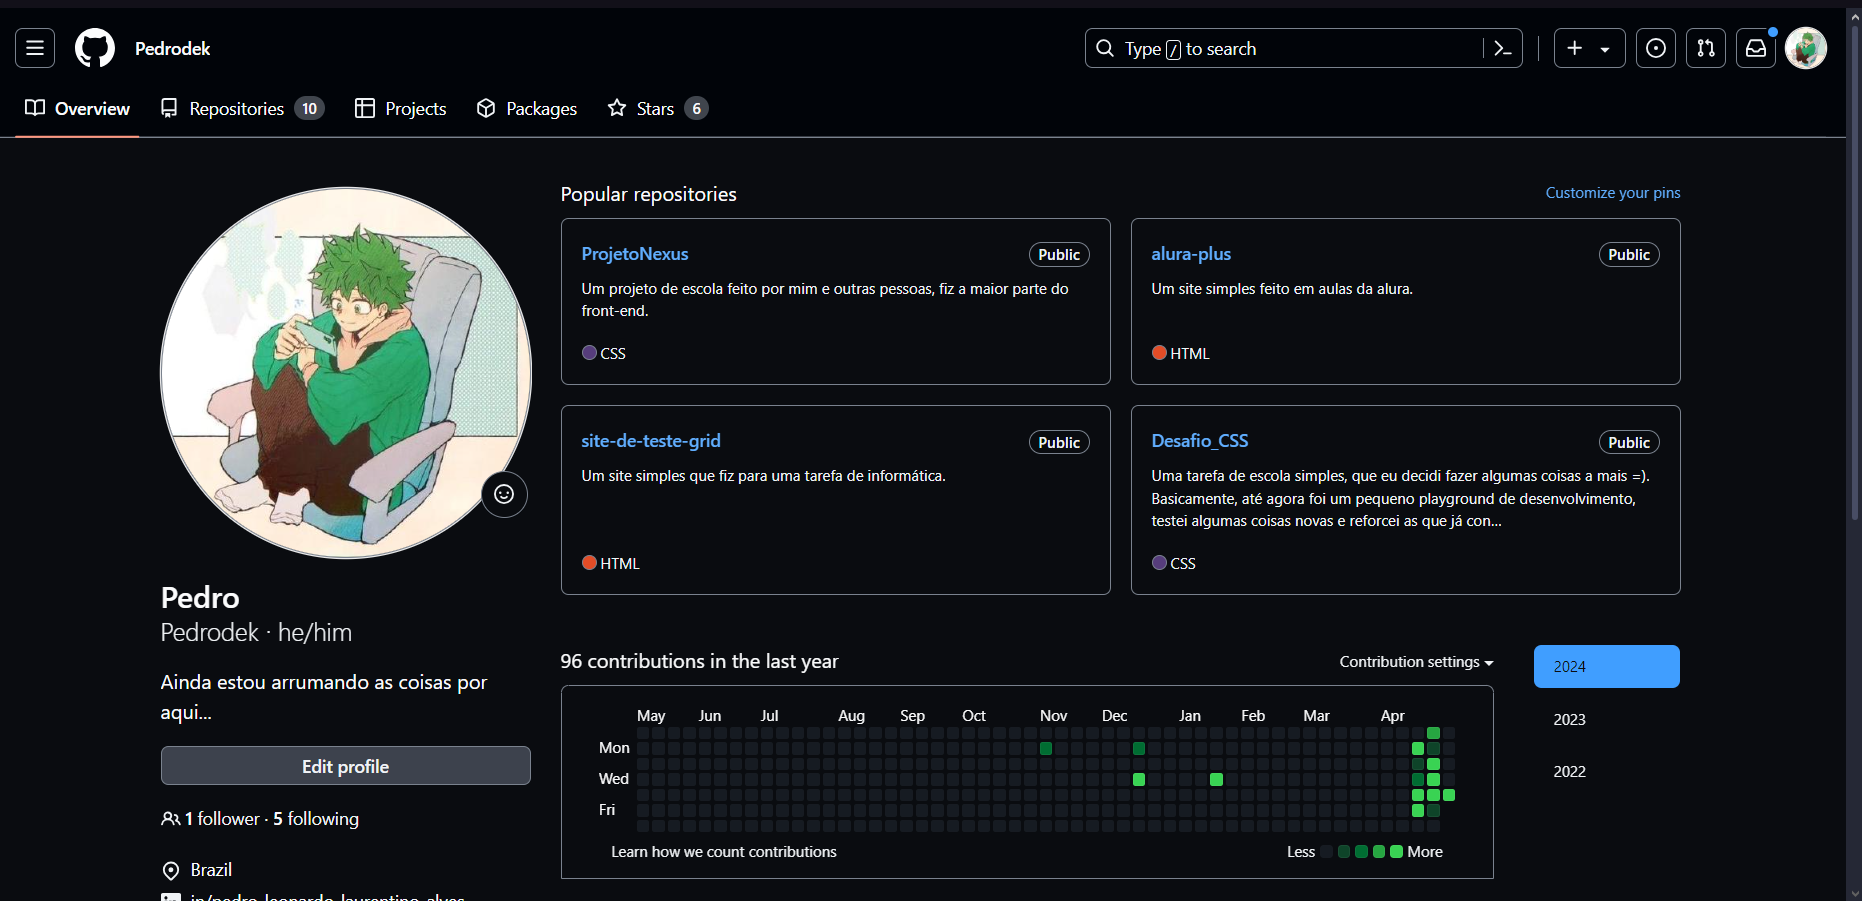 Pedrodek
Type / to search
Overview
Repositories 10
Projects
Packages
Stars 6
Popular repositories
Customize your pins
ProjetoNexus
Public
Um projeto de escola feito por mim e outras pessoas, fiz a maior parte do
front-end.
CSS
alura-plus
Public
Um site simples feito em aulas da alura.
HTML
site-de-teste-grid
Public
Um site simples que fiz para uma tarefa de informática.
HTML
Desafio_CSS
Public
Uma tarefa de escola simples, que eu decidi fazer algumas coisas a mais =).
Basicamente, até agora foi um pequeno playground de desenvolvimento,
testei algumas coisas novas e reforcei as que já con...
CSS
Pedro
Pedrodek · he/him
Ainda estou arrumando as coisas por
aqui...
Edit profile
1 follower · 5 following
Brazil
in/pedro-leonardo-laurentino-alves
96 contributions in the last year
Contribution settings
2024
2023
2022
May Jun Jul Aug Sep Oct Nov Dec Jan Feb Mar Apr
Mon
Wed
Fri
Learn how we count contributions
Less More